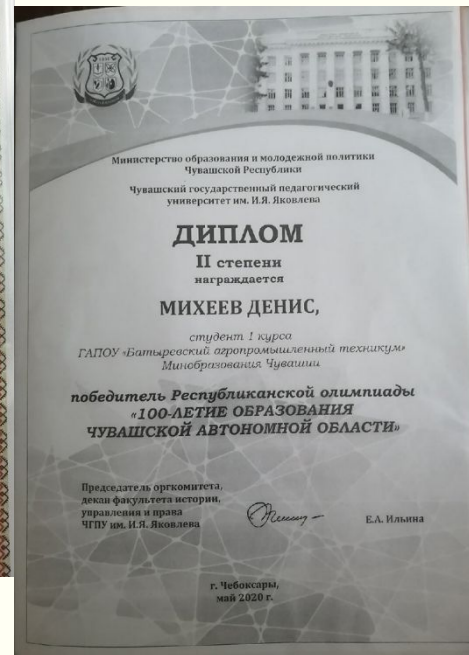 Министерство образования и молодежной политики
Чувашской Республики
Чувашский государственный педагогический
университет им. И.Я. Яковлева
ДИПЛОМ
II степени
награждается
МИХЕЕВ ДЕНИС,
студент 1 курса
ГАПОУ «Батыревский агропромышленный техникум»
Минобразования Чувашии
победитель Республиканской олимпиады
«100-ЛЕТИЕ ОБРАЗОВАНИЯ
ЧУВАШСКОЙ АВТОНОМНОЙ ОБЛАСТИ»
Председатель оргкомитета,
декан факультета истории,
управления и права
ЧГПУ им. И.Я. Яковлева
Е.А. Ильина
г. Чебоксары,
май 2020 г.